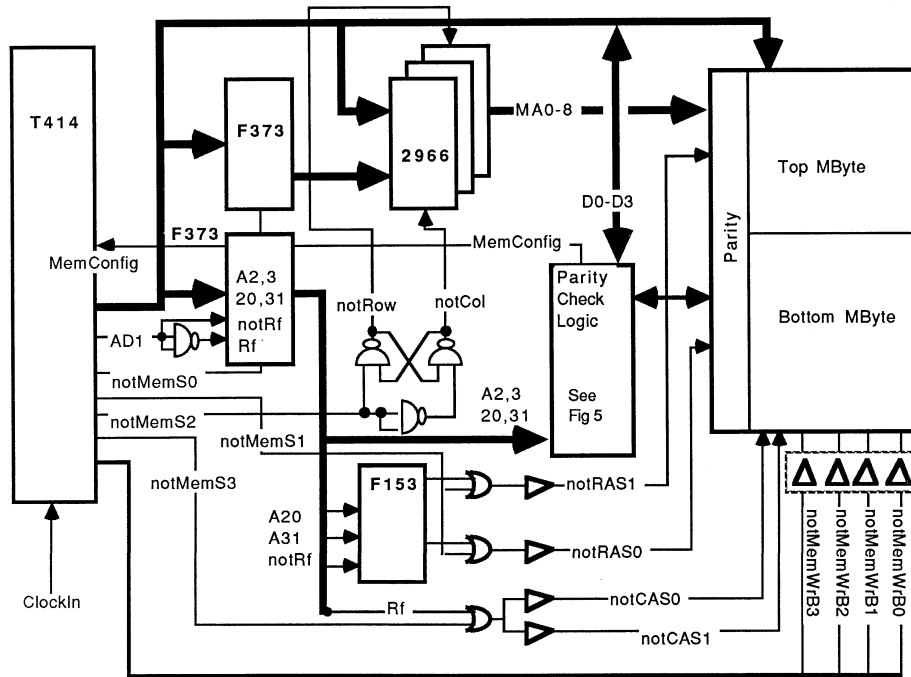 T414
F373
2966
MA0-8
Top MByte
D0-D3
Parity
F373
MemConfig
MemConfig
A2,3
20,31
notRf
Rf
notRow
notCol
Parity
Check
Logic
See
Fig 5
Bottom MByte
AD1
notMemS0
notMemS2
notMemS1
A2,3
20,31
notMemS3
F153
notRAS1
A20
A31
notRf
notRAS0
ClockIn
Rf
notCAS0
notCAS1
notMemWrB3
notMemWrB2
notMemWrB1
notMemWrB0